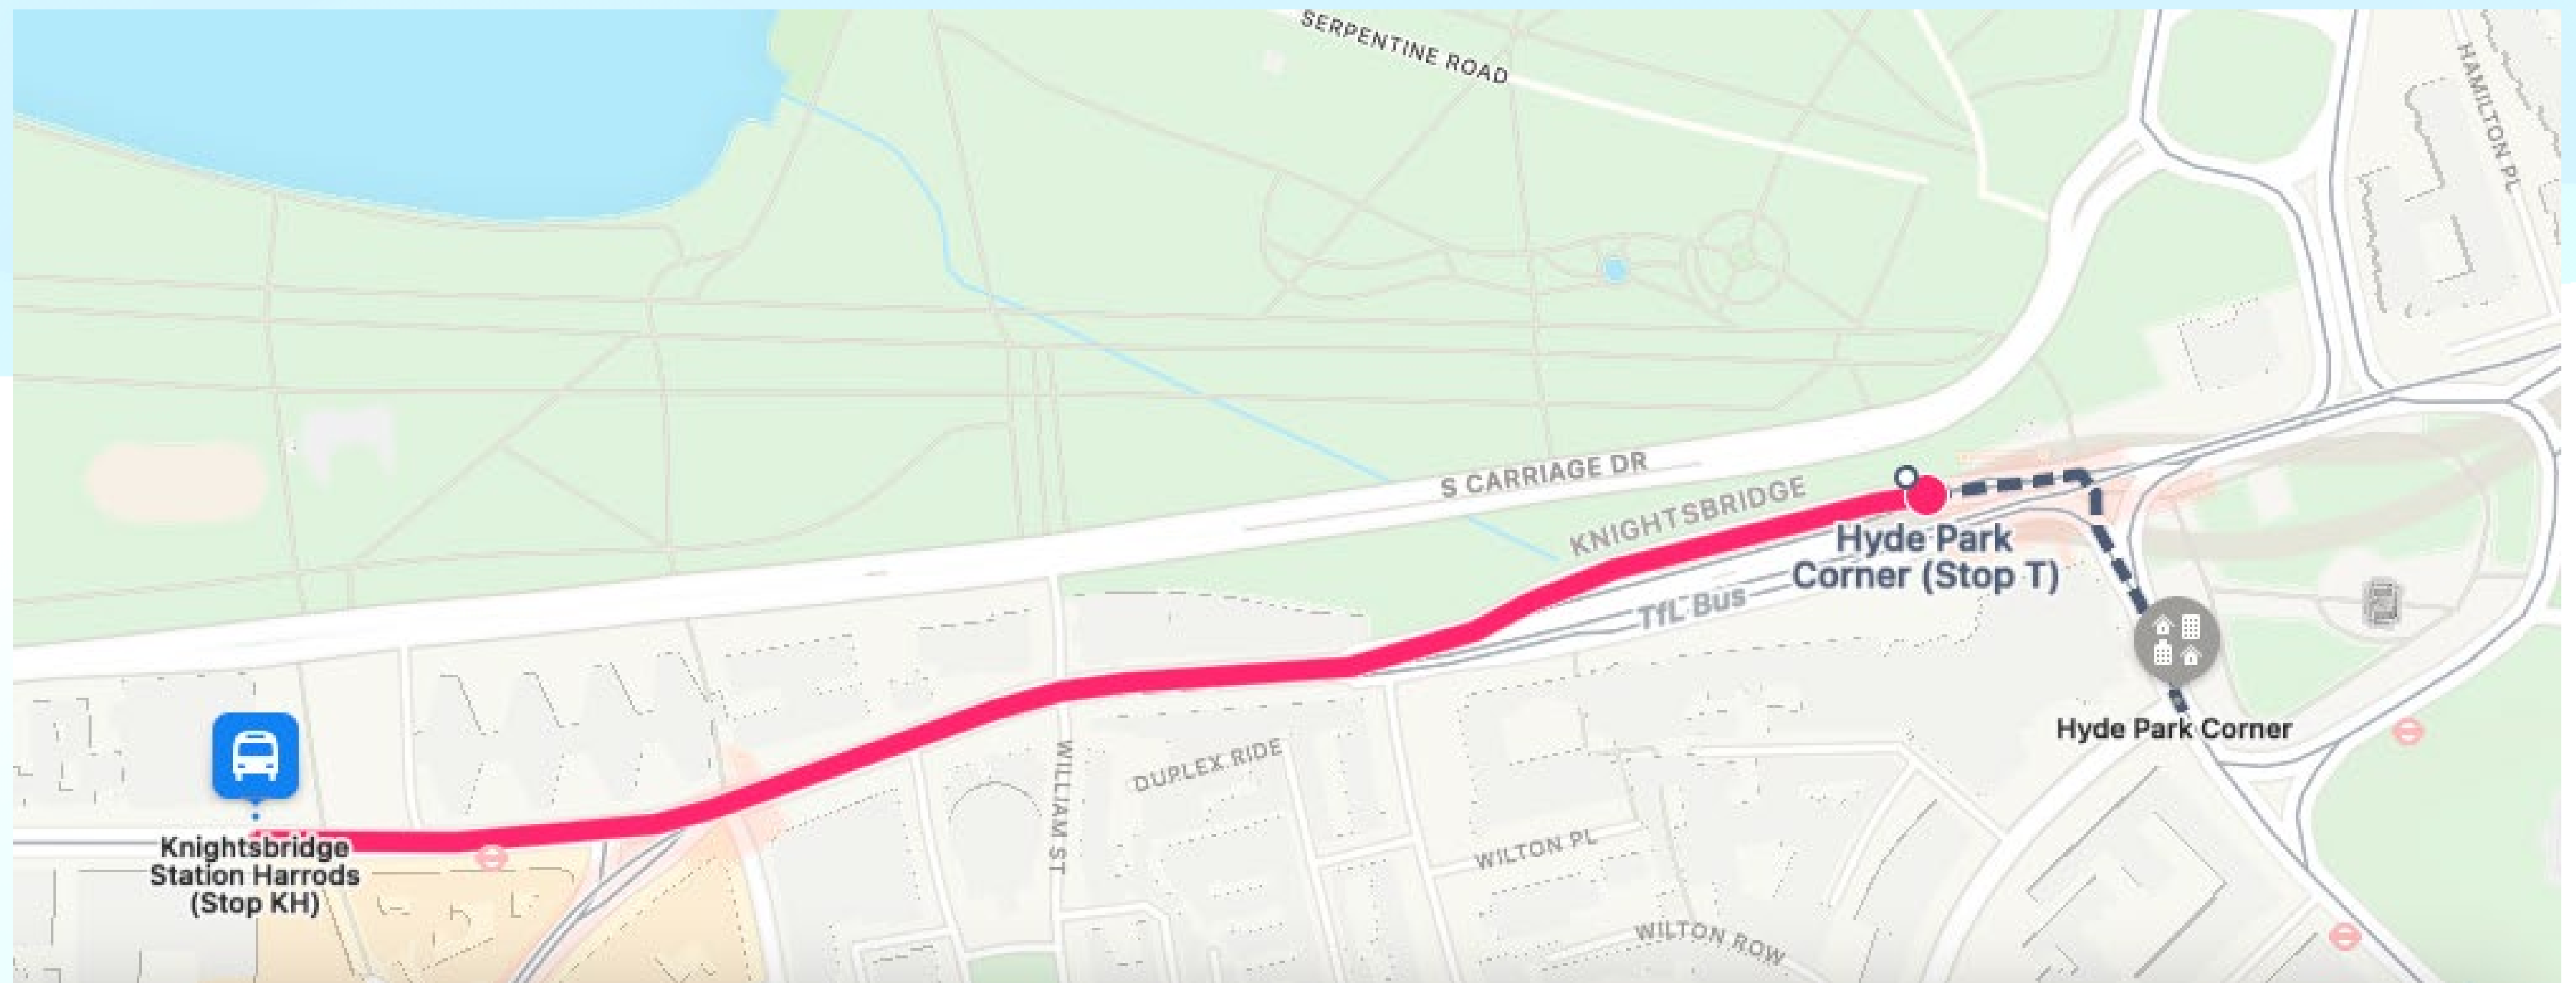 SERPENTINE ROAD
HAMILTON PL
S CARRIAGE DR
KNIGHTSBRIDGE
Hyde Park
Corner (Stop T)
TfL Bus
Hyde Park Corner
WILLIAM ST
DUPLEX RIDE
Knightsbridge
Station Harrods
(Stop KH)
WILTON PL
WILTON ROW